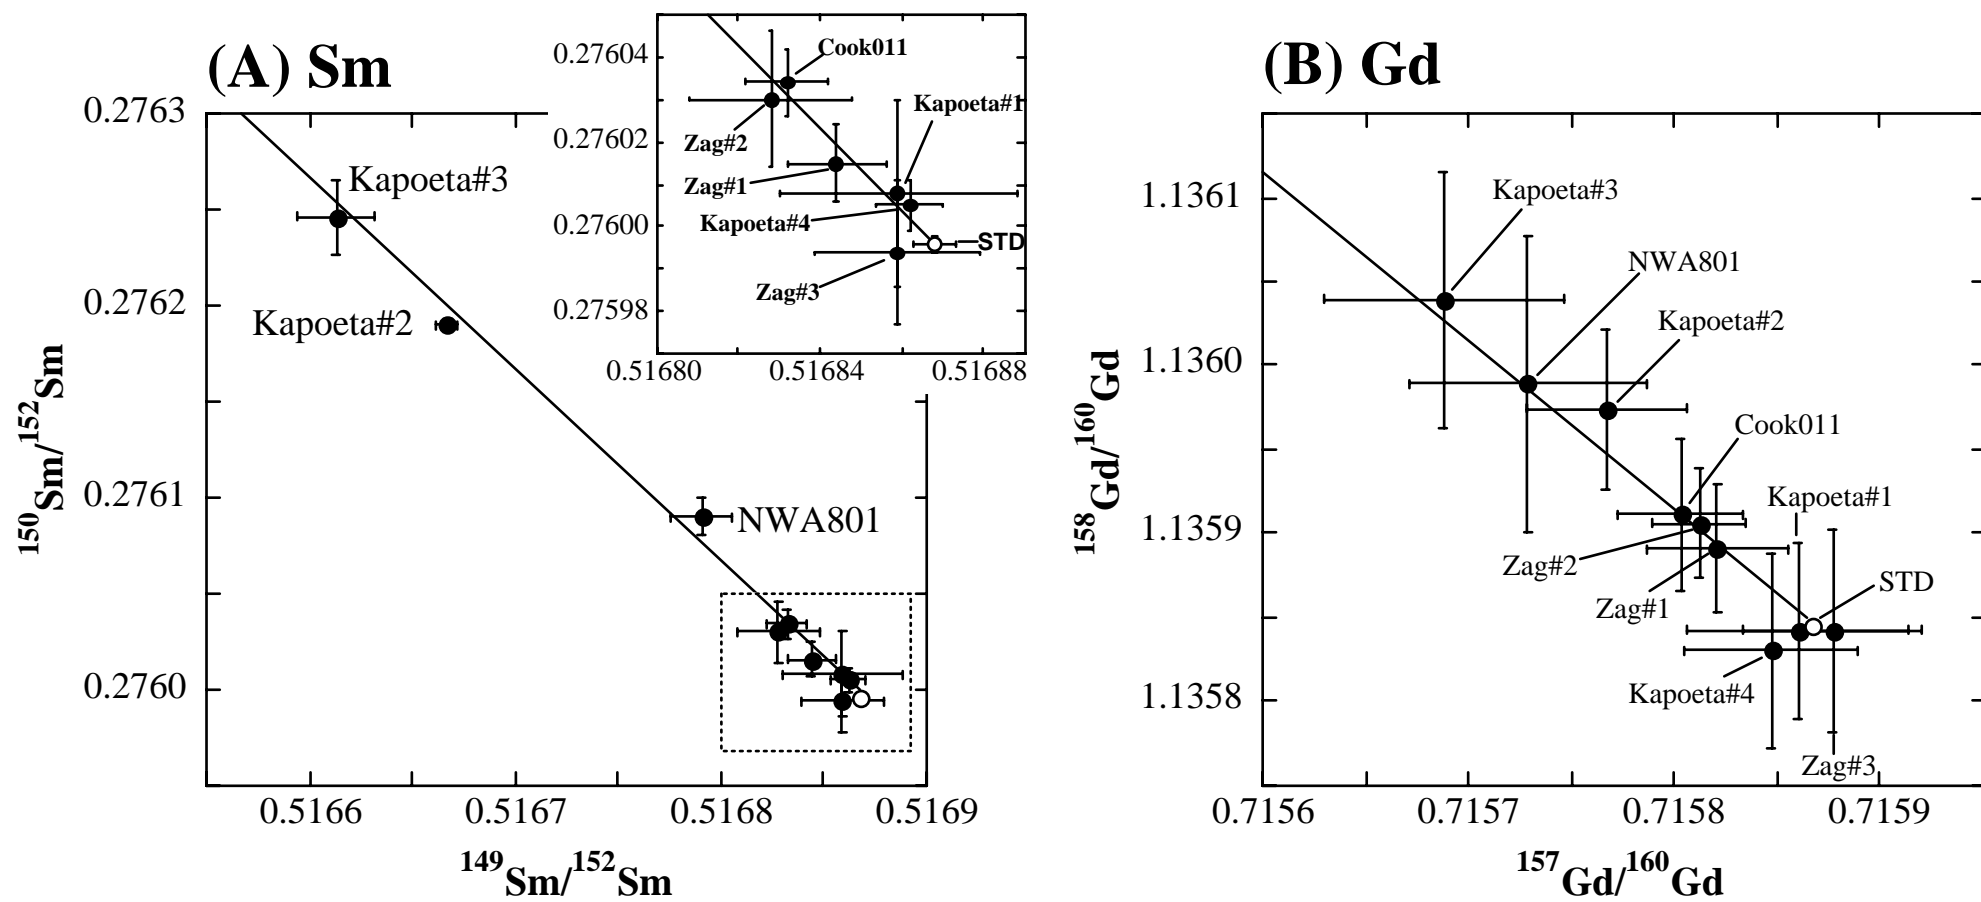 (A) Sm
0.2763
0.2762
0.2761
0.2760
150Sm/152Sm
0.5166
0.5167
0.5168
0.5169
149Sm/152Sm
Kapoeta#3
Kapoeta#2
NWA801
0.27604
0.27602
0.27600
0.27598
0.51680
0.51684
0.51688
Cook011
Kapoeta#1
Zag#2
Zag#1
Kapoeta#4
STD
Zag#3
(B) Gd
1.1361
1.1360
1.1359
1.1358
158Gd/160Gd
0.7156
0.7157
0.7158
0.7159
157Gd/160Gd
Kapoeta#3
NWA801
Kapoeta#2
Cook011
Kapoeta#1
Zag#2
STD
Zag#1
Kapoeta#4
Zag#3